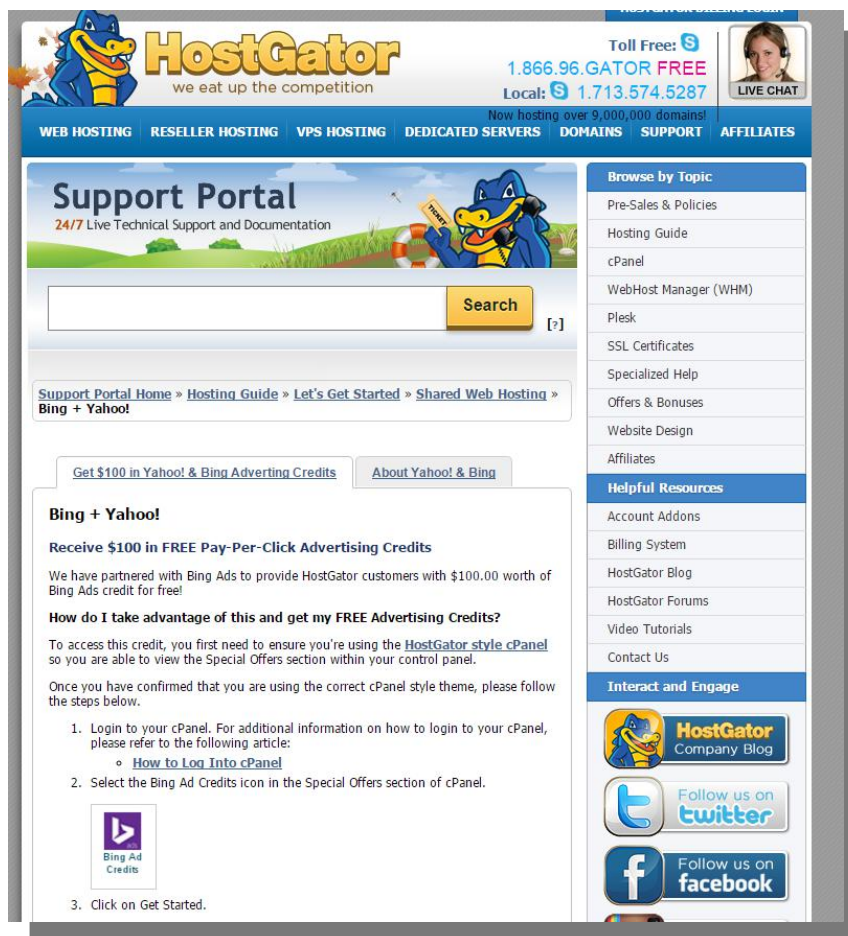 HOSTGATOR BILLING LOGIN
HostGator
we eat up the competition
Toll Free:
1.866.96.GATOR FREE
Local: 1.713.574.5287
LIVE CHAT
Now hosting over 9,000,000 domains!
WEB HOSTING RESELLER HOSTING VPS HOSTING DEDICATED SERVERS DOMAINS SUPPORT AFFILIATES
Support Portal
24/7 Live Technical Support and Documentation
TICKET
Search
[?]
Support Portal Home » Hosting Guide » Let's Get Started » Shared Web Hosting »
Bing + Yahoo!
Get $100 in Yahoo! & Bing Adverting Credits
About Yahoo! & Bing
Bing + Yahoo!
Receive $100 in FREE Pay-Per-Click Advertising Credits
We have partnered with Bing Ads to provide HostGator customers with $100.00 worth of
Bing Ads credit for free!
How do I take advantage of this and get my FREE Advertising Credits?
To access this credit, you first need to ensure you're using the HostGator style cPanel
so you are able to view the Special Offers section within your control panel.
Once you have confirmed that you are using the correct cPanel style theme, please follow
the steps below.
1. Login to your cPanel. For additional information on how to login to your cPanel,
please refer to the following article:
How to Log Into cPanel
2. Select the Bing Ad Credits icon in the Special Offers section of cPanel.
ads
Bing Ad
Credits
3. Click on Get Started.
Browse by Topic
Pre-Sales & Policies
Hosting Guide
cPanel
WebHost Manager (WHM)
Plesk
SSL Certificates
Specialized Help
Offers & Bonuses
Website Design
Affiliates
Helpful Resources
Account Addons
Billing System
HostGator Blog
HostGator Forums
Video Tutorials
Contact Us
Interact and Engage
HostGator
Company Blog
Follow us on
twitter
Follow us on
facebook